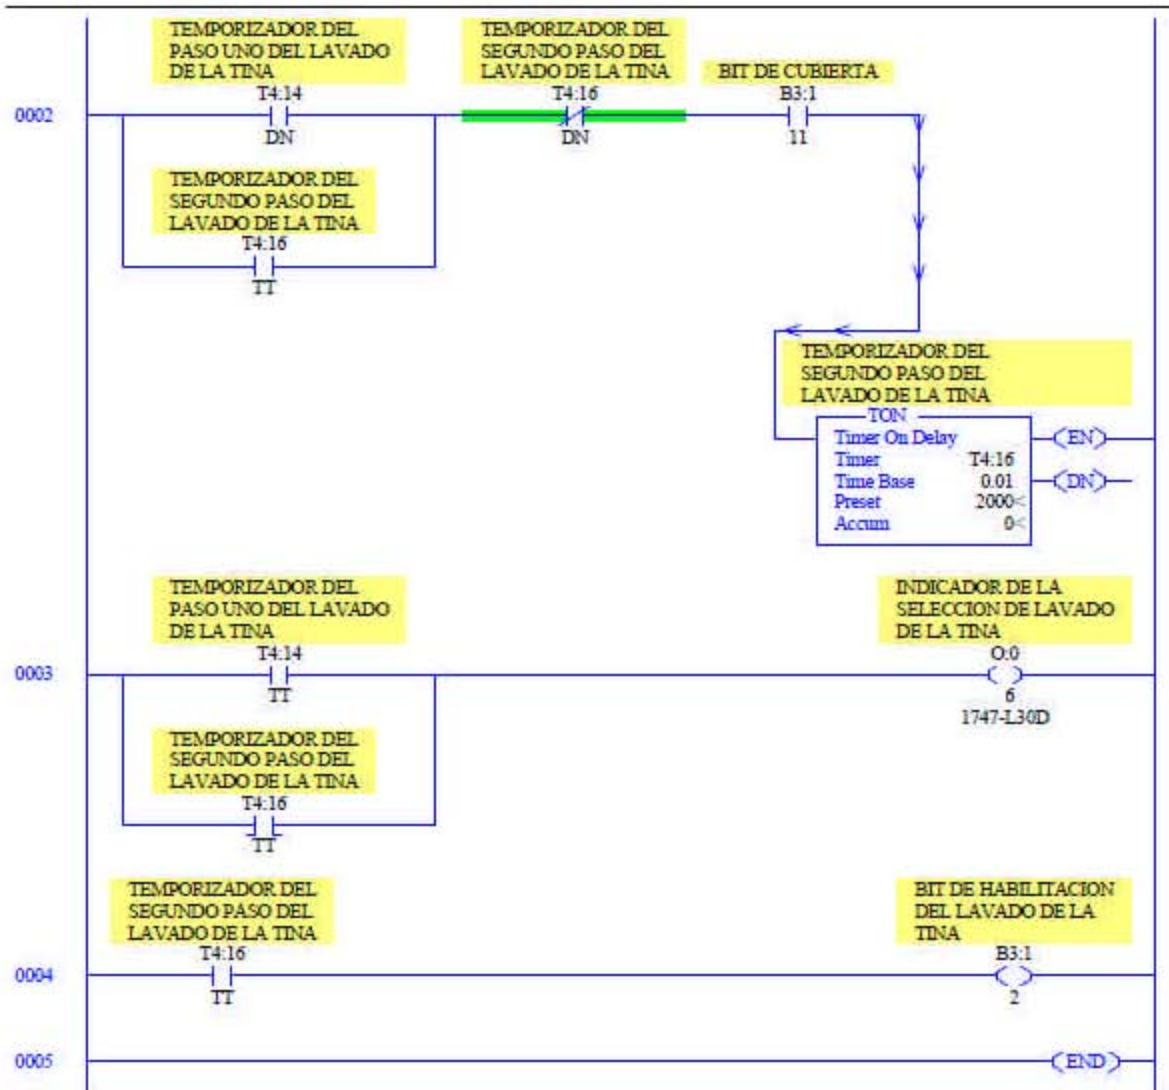 TEMPORIZADOR DEL
PASO UNO DEL LAVADO
DE LA TINA
T4:14
DN
TEMPORIZADOR DEL
SEGUNDO PASO DEL
LAVADO DE LA TINA
T4:16
DN
BIT DE CUBIERTA
B3:1
11
0002
TEMPORIZADOR DEL
SEGUNDO PASO DEL
LAVADO DE LA TINA
T4:16
TT
TEMPORIZADOR DEL
SEGUNDO PASO DEL
LAVADO DE LA TINA
TON
Timer On Delay
Timer T4:16
Time Base 0.01
Preset 2000<
Accum 0<
EN
DN
TEMPORIZADOR DEL
PASO UNO DEL LAVADO
DE LA TINA
T4:14
TT
INDICADOR DE LA
SELECCION DE LAVADO
DE LA TINA
O:0
6
1747-L30D
0003
TEMPORIZADOR DEL
SEGUNDO PASO DEL
LAVADO DE LA TINA
T4:16
TT
TEMPORIZADOR DEL
SEGUNDO PASO DEL
LAVADO DE LA TINA
T4:16
TT
BIT DE HABILITACION
DEL LAVADO DE LA
TINA
B3:1
2
0004
0005
END